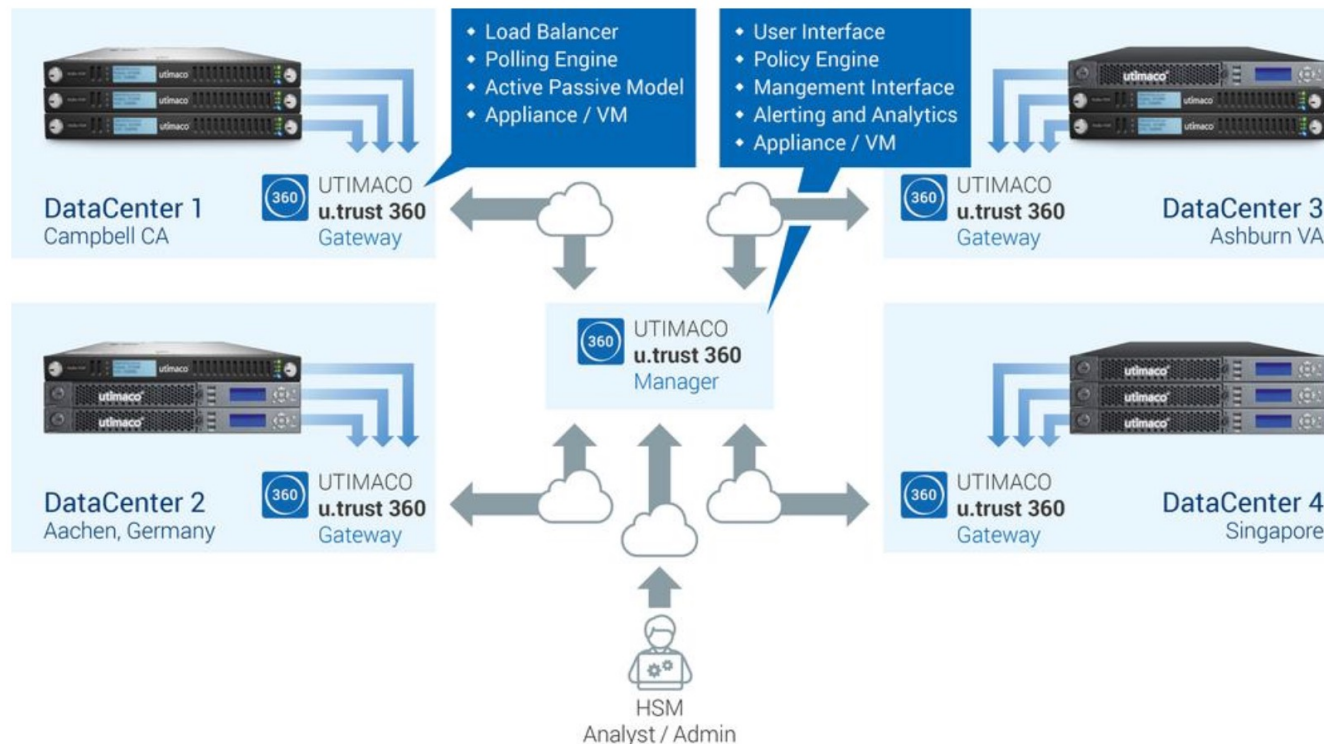 ◆ Load Balancer
◆ Polling Engine
◆ Active Passive Model
◆ Appliance / VM
◆ User Interface
◆ Policy Engine
◆ Mangement Interface
◆ Alerting and Analytics
◆ Appliance / VM
utimaco
utimaco
utimaco
DataCenter 1
Campbell CA
360
UTIMACO
u.trust 360
Gateway
utimaco
utimaco
utimaco
360
UTIMACO
u.trust 360
Gateway
DataCenter 3
Ashburn VA
360
UTIMACO
u.trust 360
Manager
utimaco
utimaco
utimaco
DataCenter 2
Aachen, Germany
360
UTIMACO
u.trust 360
Gateway
utimaco
utimaco
utimaco
360
UTIMACO
u.trust 360
Gateway
DataCenter 4
Singapore
HSM
Analyst / Admin